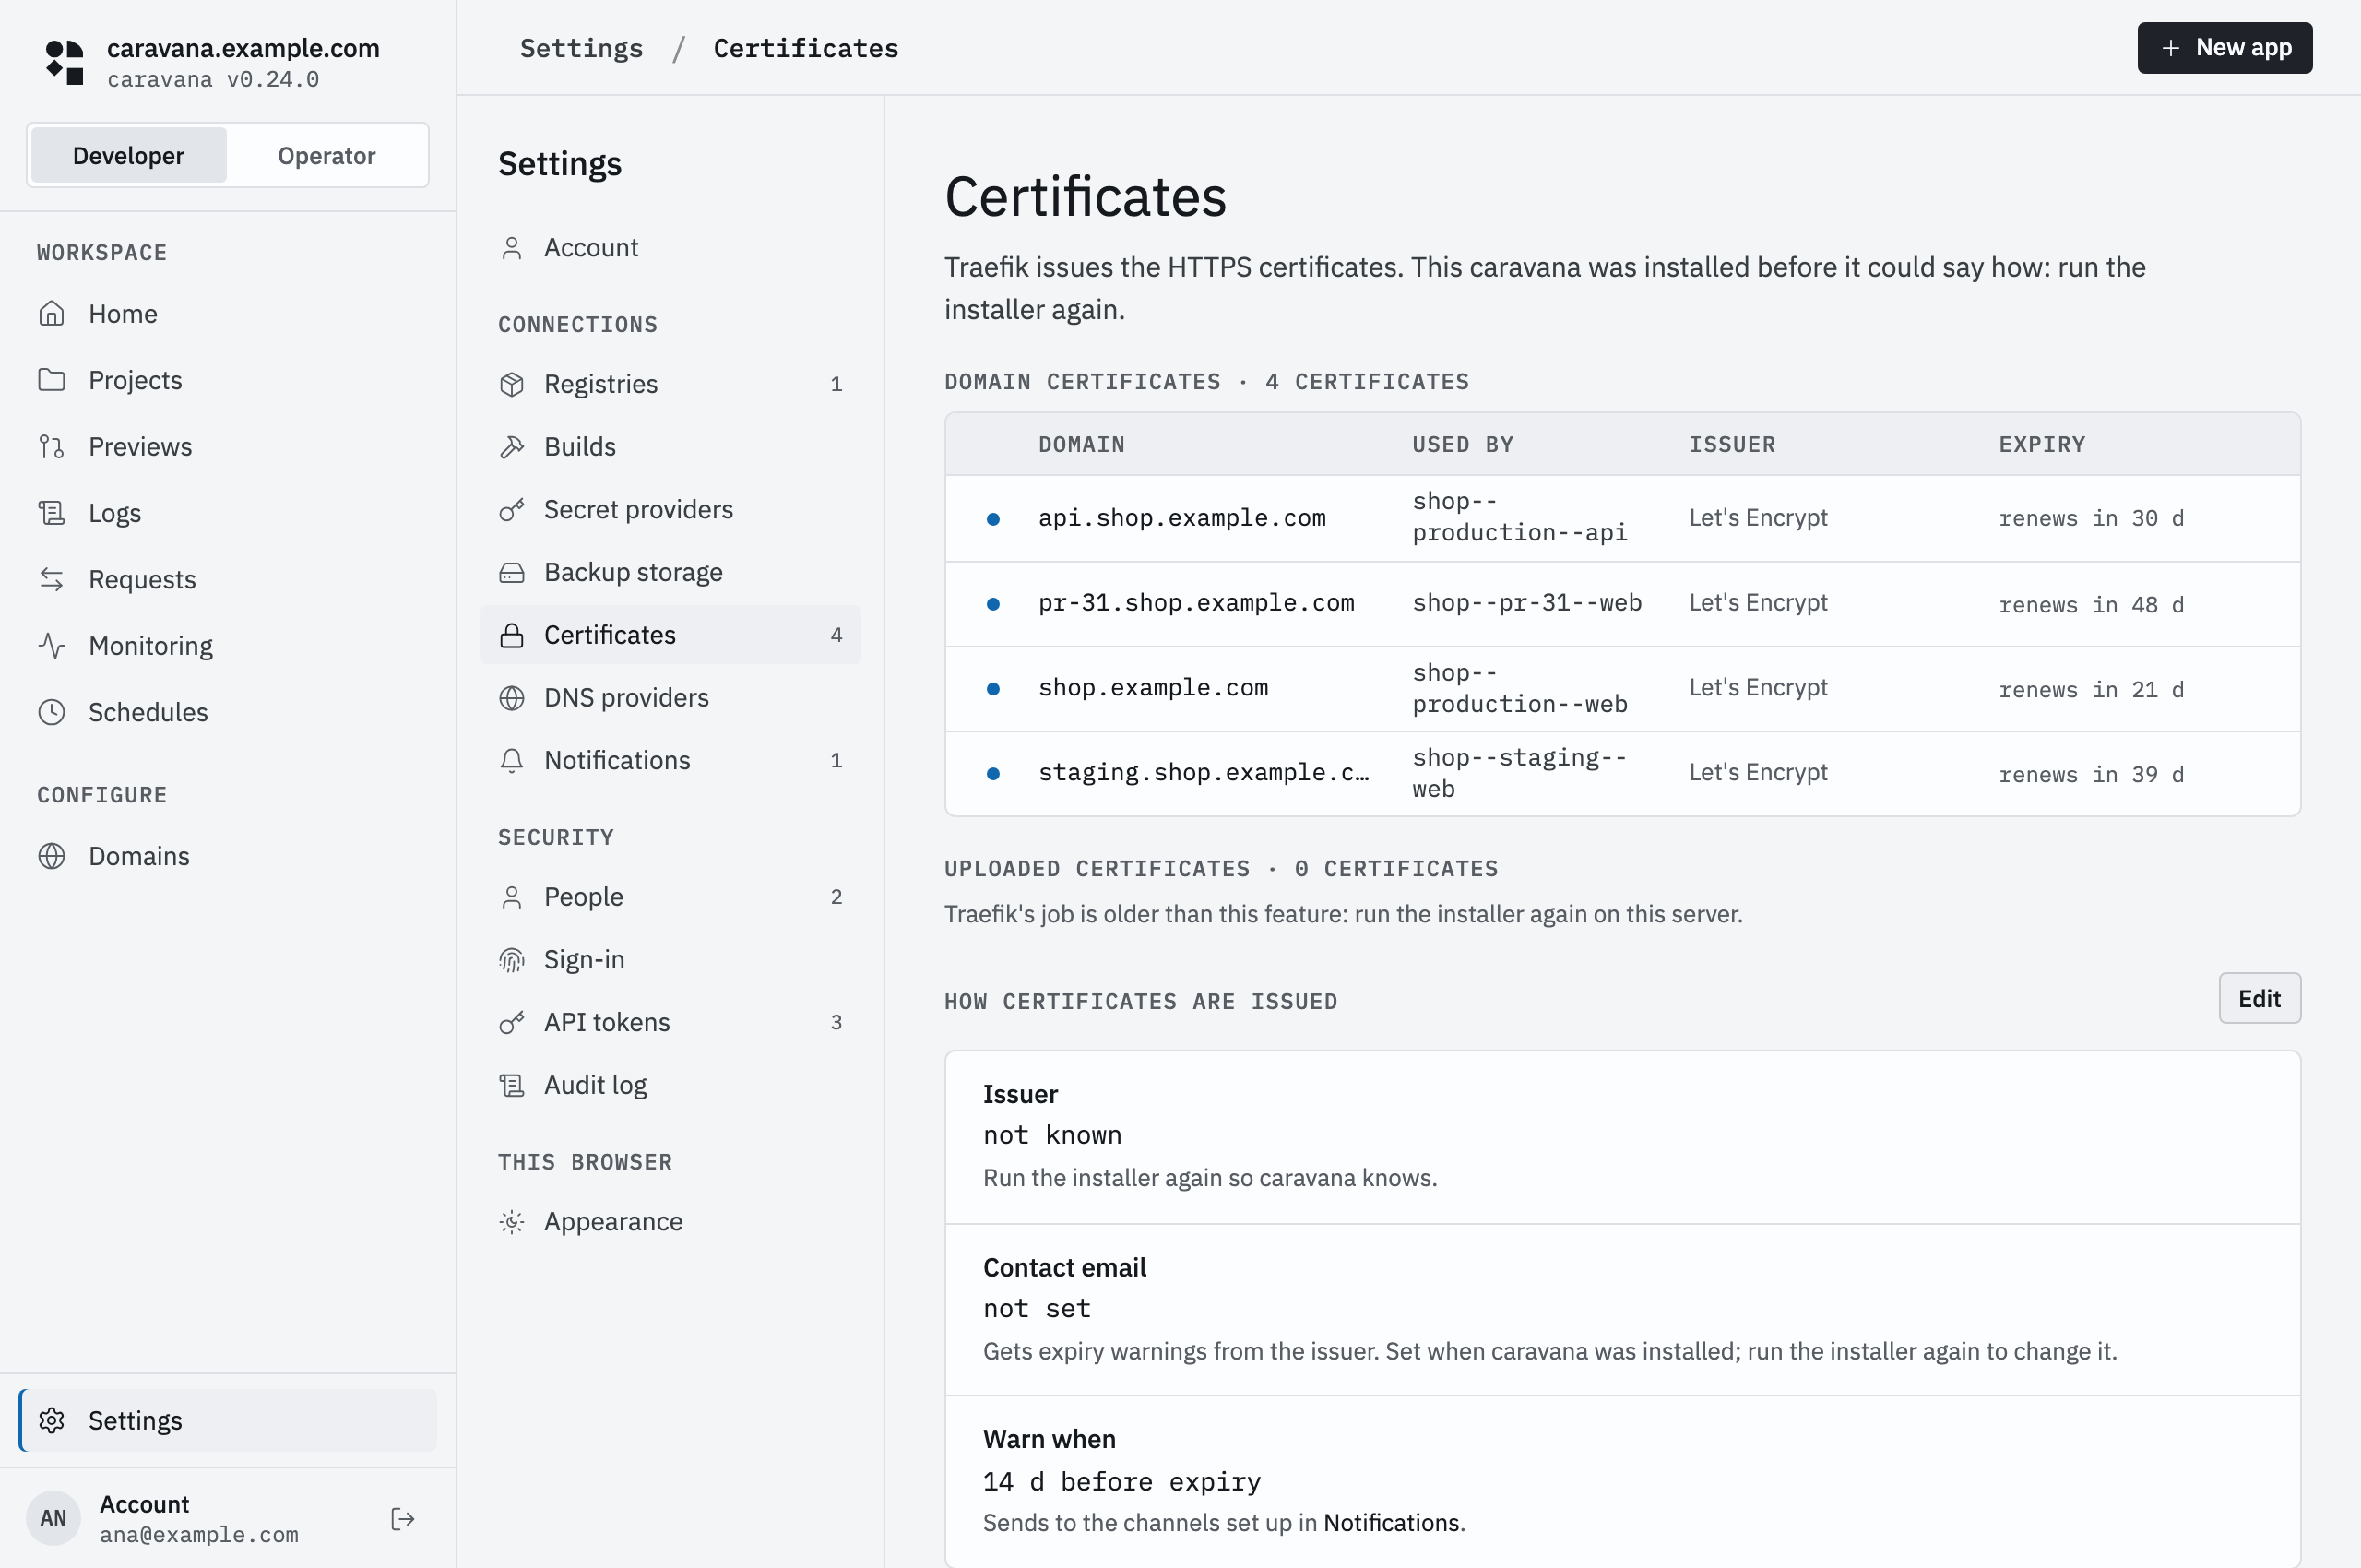 caravana.example.com
caravana v0.24.0
Developer
Operator
WORKSPACE
Home
Projects
Previews
Logs
Requests
Monitoring
Schedules
CONFIGURE
Domains
Settings
AN
Account
ana@example.com
Settings / Certificates
+ New app
Settings
Account
CONNECTIONS
Registries 1
Builds
Secret providers
Backup storage
Certificates 4
DNS providers
Notifications 1
SECURITY
People 2
Sign-in
API tokens 3
Audit log
THIS BROWSER
Appearance
Certificates
Traefik issues the HTTPS certificates. This caravana was installed before it could say how: run the
installer again.
DOMAIN CERTIFICATES · 4 CERTIFICATES
DOMAIN USED BY ISSUER EXPIRY
api.shop.example.com shop--
production--api Let's Encrypt renews in 30 d
pr-31.shop.example.com shop--pr-31--web Let's Encrypt renews in 48 d
shop.example.com shop--
production--web Let's Encrypt renews in 21 d
staging.shop.example.c… shop--staging--
web Let's Encrypt renews in 39 d
UPLOADED CERTIFICATES · 0 CERTIFICATES
Traefik's job is older than this feature: run the installer again on this server.
HOW CERTIFICATES ARE ISSUED
Edit
Issuer
not known
Run the installer again so caravana knows.
Contact email
not set
Gets expiry warnings from the issuer. Set when caravana was installed; run the installer again to change it.
Warn when
14 d before expiry
Sends to the channels set up in Notifications.